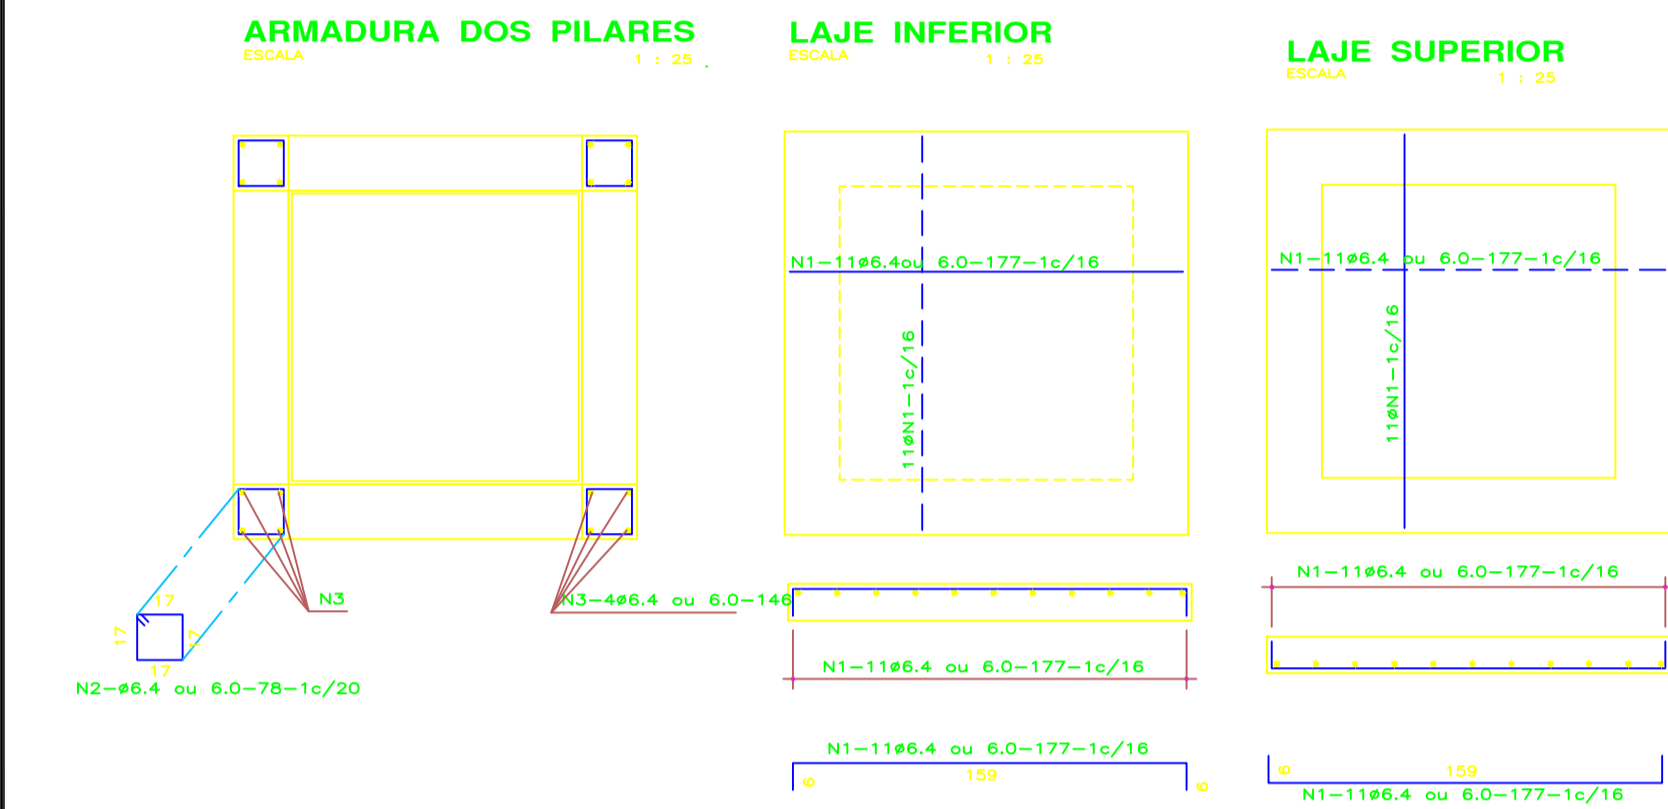 ARMADURA DOS PILARES
ESCALA 1 : 25
N3
N3-4ø6.4 ou 6.0-146
17
17
17
17
N2-ø6.4 ou 6.0-78-1c/20
LAJE INFERIOR
ESCALA 1 : 25
N1-11ø6.4ou 6.0-177-1c/16
11øN1-1c/16
N1-11ø6.4 ou 6.0-177-1c/16
N1-11ø6.4 ou 6.0-177-1c/16
159
LAJE SUPERIOR
ESCALA 1 : 25
N1-11ø6.4 ou 6.0-177-1c/16
11øN1-1c/16
N1-11ø6.4 ou 6.0-177-1c/16
159
N1-11ø6.4 ou 6.0-177-1c/16